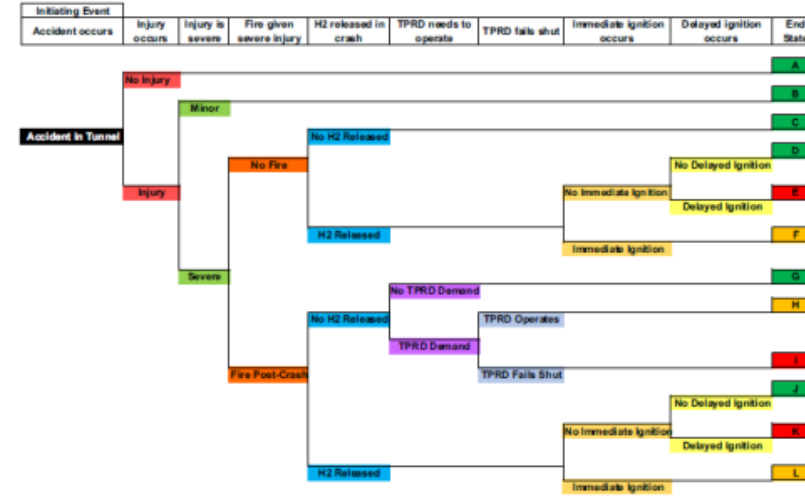 Initiating Event
Accident occurs
Injury occurs
Injury is severe
Fire given severe injury
H2 released in crash
TPRD needs to operate
TPRD fails shut
Immediate ignition occurs
Delayed ignition occurs
End State
A
No Injury
B
Minor
C
Accident in Tunnel
No H2 Released
D
No Fire
No Delayed Ignition
Injury
No Immediate Ignition
E
Delayed Ignition
H2 Released
F
Immediate Ignition
Severe
G
No TPRD Demand
H
No H2 Released
TPRD Operates
TPRD Demand
I
Fire Post-Crash
TPRD Fails Shut
J
No Delayed Ignition
No Immediate Ignition
K
Delayed Ignition
H2 Released
L
Immediate Ignition